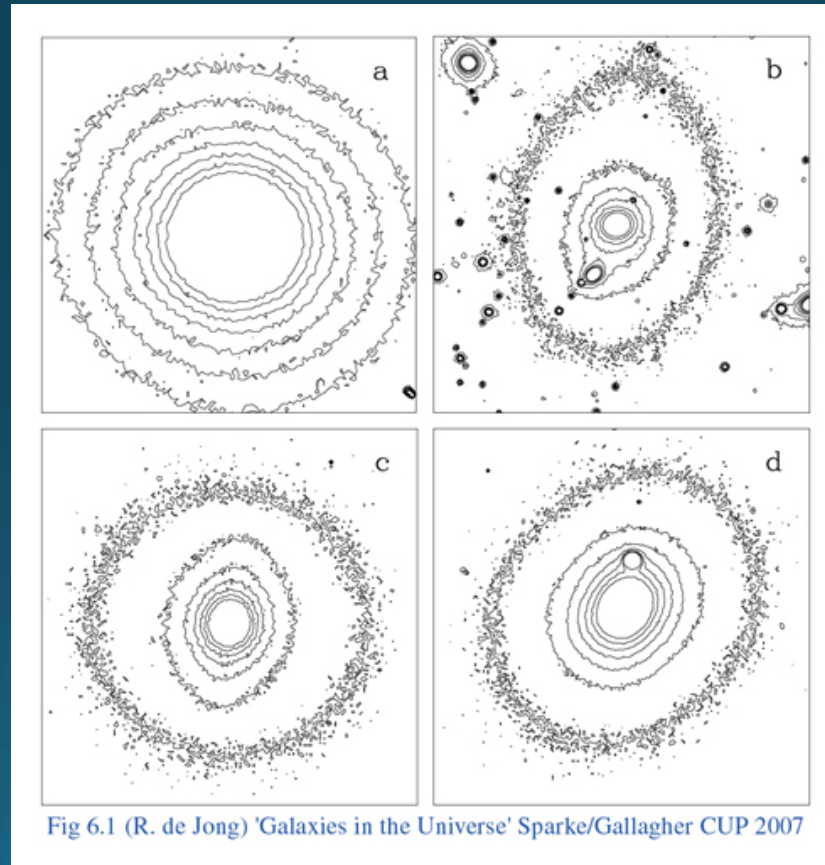 a
b
c
d
Fig 6.1 (R. de Jong) 'Galaxies in the Universe' Sparke/Gallagher CUP 2007